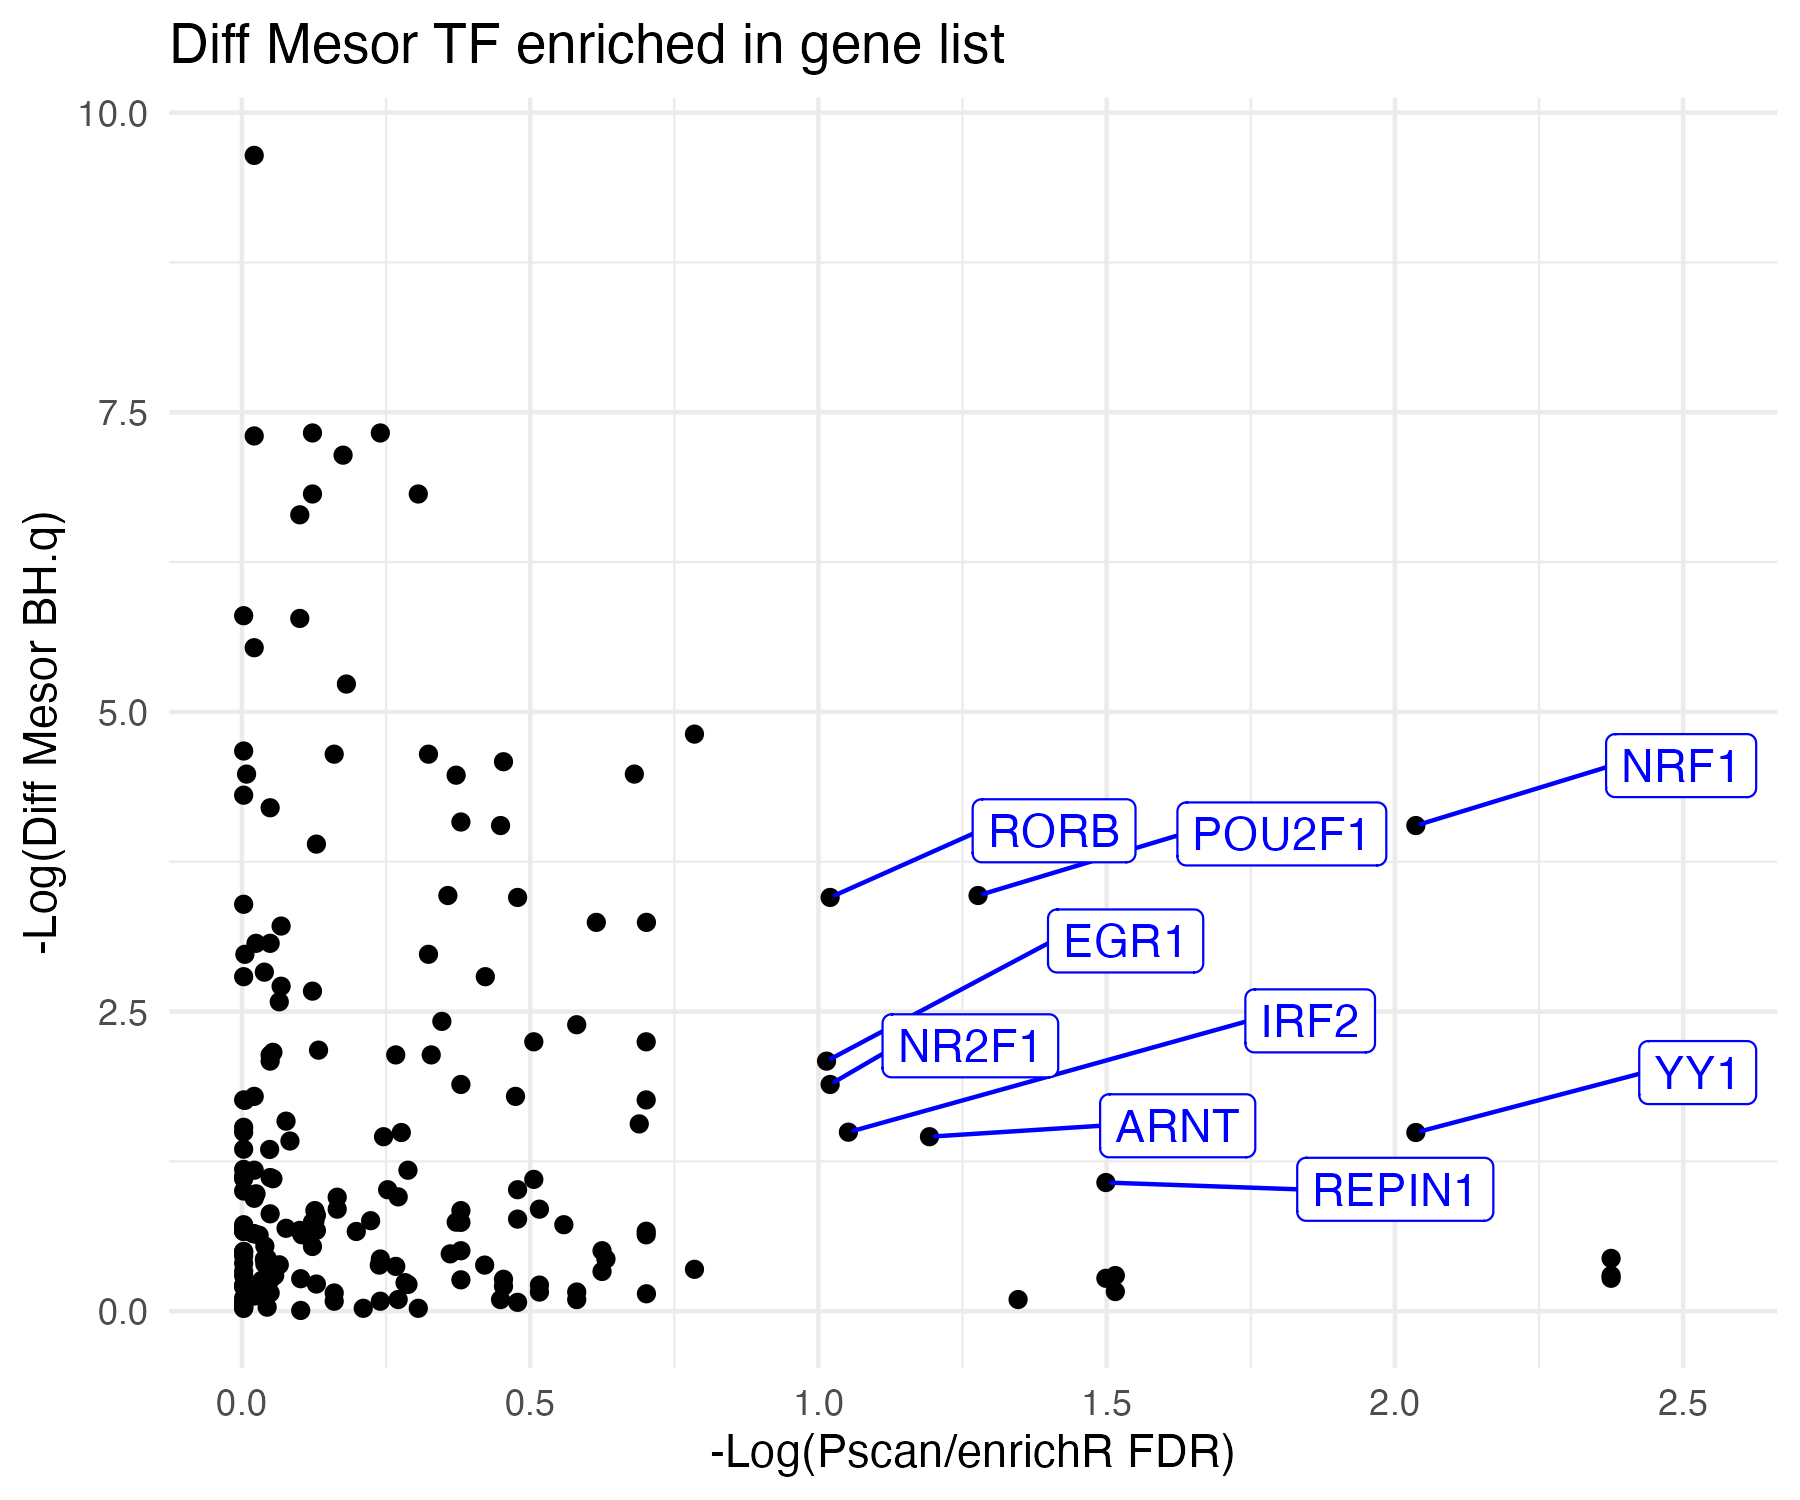 Diff Mesor TF enriched in gene list
-Log(Diff Mesor BH.q)
10.0
7.5
5.0
2.5
0.0
NRF1
RORB
POU2F1
EGR1
IRF2
NR2F1
YY1
ARNT
REPIN1
0.0 0.5 1.0 1.5 2.0 2.5
-Log(Pscan/enrichR FDR)